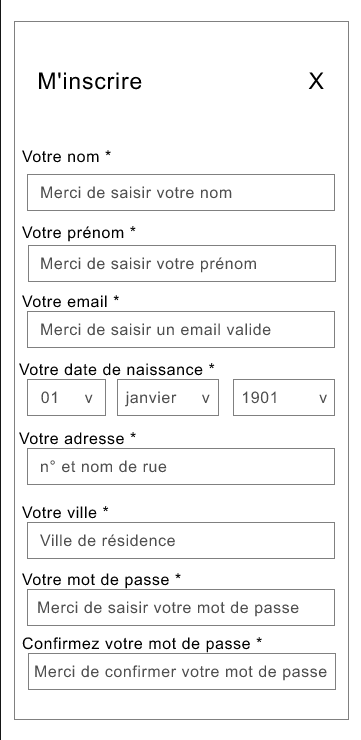 M'inscrire X
Votre nom *
Merci de saisir votre nom
Votre prénom *
Merci de saisir votre prénom
Votre email *
Merci de saisir un email valide
Votre date de naissance *
01 v janvier v 1901 v
Votre adresse *
n° et nom de rue
Votre ville *
Ville de résidence
Votre mot de passe *
Merci de saisir votre mot de passe
Confirmez votre mot de passe *
Merci de confirmer votre mot de passe